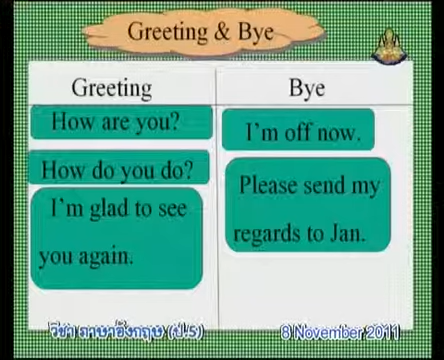 Greeting & Bye
Greeting
Bye
How are you?
I'm off now.
How do you do?
Please send my
regards to Jan.
I'm glad to see
you again.
วิชา ภาษาอังกฤษ (ป.5)
8 November 2011